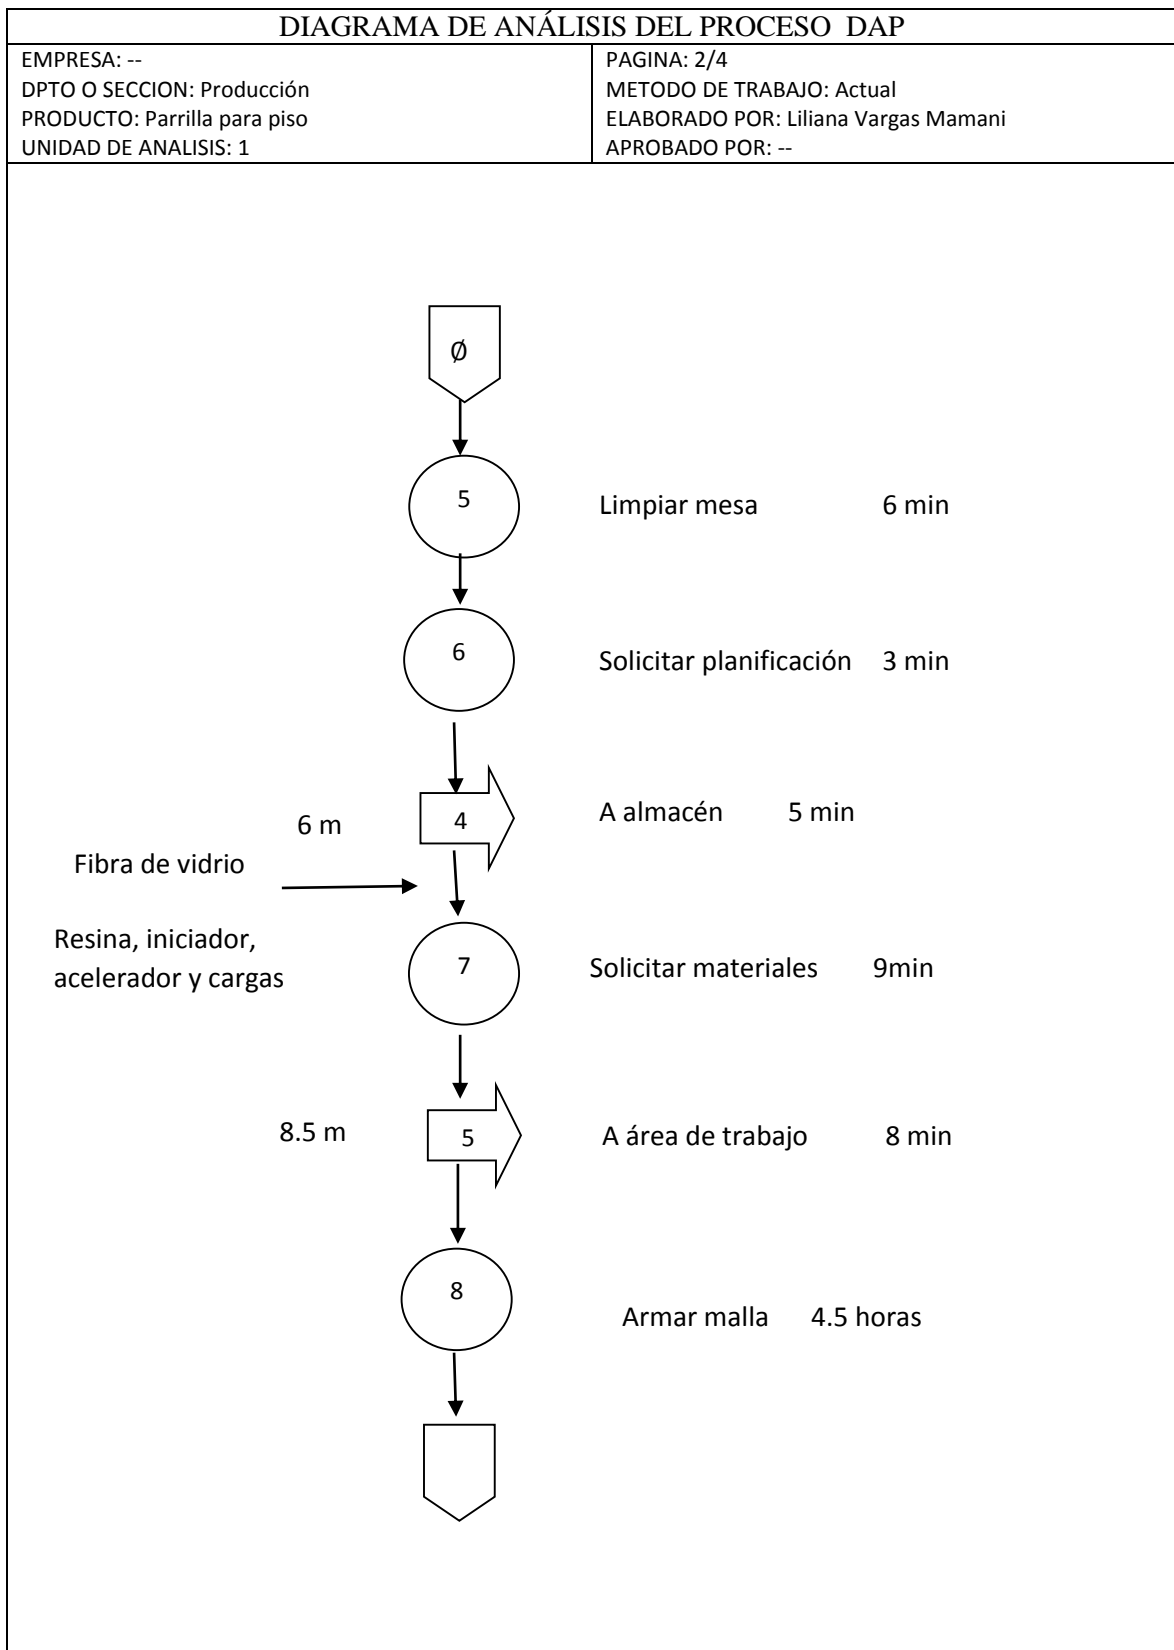 DIAGRAMA DE ANÁLISIS DEL PROCESO  DAP
EMPRESA: --
DPTO O SECCION: Producción
PRODUCTO: Parrilla para piso
UNIDAD DE ANALISIS: 1
PAGINA: 2/4
METODO DE TRABAJO: Actual
ELABORADO POR: Liliana Vargas Mamani
APROBADO POR: --
Ø
5 Limpiar mesa 6 min
6 Solicitar planificación 3 min
6 m 4 A almacén 5 min
Fibra de vidrio
Resina, iniciador,
acelerador y cargas
7 Solicitar materiales 9min
8.5 m 5 A área de trabajo 8 min
8 Armar malla 4.5 horas